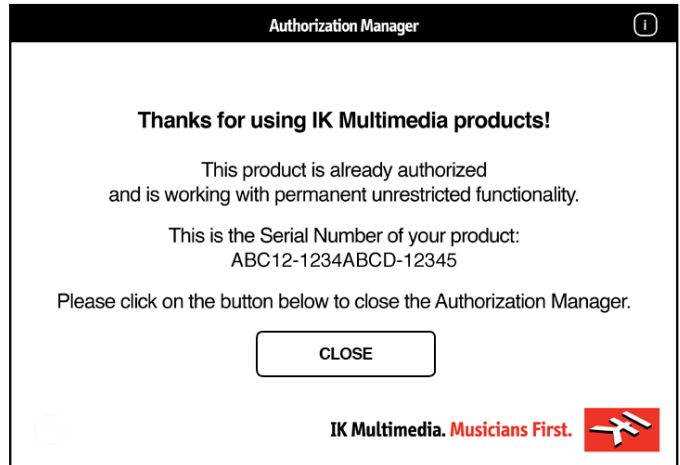 Authorization Manager
i
Thanks for using IK Multimedia products!
This product is already authorized
and is working with permanent unrestricted functionality.
This is the Serial Number of your product:
ABC12-1234ABCD-12345
Please click on the button below to close the Authorization Manager.
CLOSE
IK Multimedia. Musicians First.